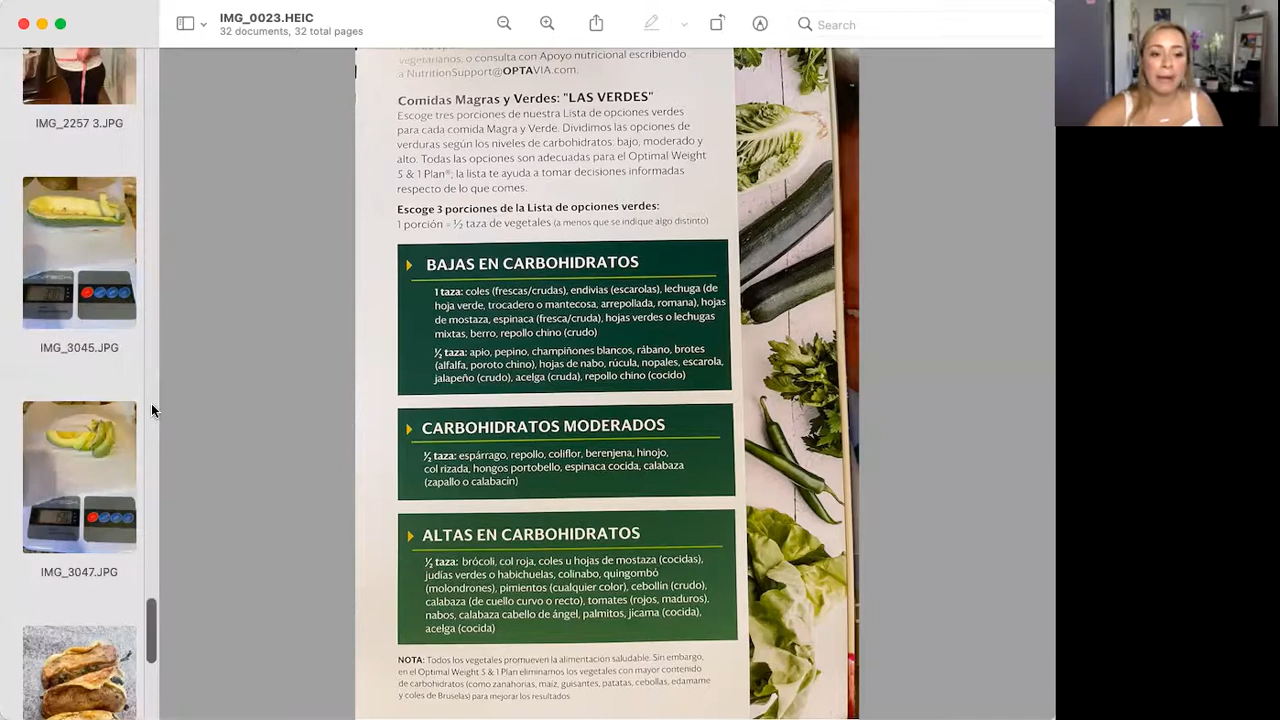 IMG_0023.HEIC
32 documents, 32 total pages
Search
IMG_2257 3.JPG
IMG_3045.JPG
IMG_3047.JPG
vegetarianos, o consulta con Apoyo nutricional escribiendo
a NutritionSupport@OPTAVIA.com.
Comidas Magras y Verdes: "LAS VERDES"
Escoge tres porciones de nuestra Lista de opciones verdes
para cada comida Magra y Verde. Dividimos las opciones de
verduras según los niveles de carbohidratos: bajo, moderado y
alto. Todas las opciones son adecuadas para el Optimal Weight
5 & 1 Plan®; la lista te ayuda a tomar decisiones informadas
respecto de lo que comes.
Escoge 3 porciones de la Lista de opciones verdes:
1 porción = ½ taza de vegetales (a menos que se indique algo distinto)
BAJAS EN CARBOHIDRATOS
1 taza: coles (frescas/crudas), endivias (escarolas), lechuga (de
hoja verde, trocadero o mantecosa, arrepollada, romana), hojas
de mostaza, espinaca (fresca/cruda), hojas verdes o lechugas
mixtas, berro, repollo chino (crudo)
½ taza: apio, pepino, champiñones blancos, rábano, brotes
(alfalfa, poroto chino), hojas de nabo, rúcula, nopales, escarola,
jalapeño (crudo), acelga (cruda), repollo chino (cocido)
CARBOHIDRATOS MODERADOS
½ taza: espárrago, repollo, coliflor, berenjena, hinojo,
col rizada, hongos portobello, espinaca cocida, calabaza
(zapallo o calabacín)
ALTAS EN CARBOHIDRATOS
½ taza: brócoli, col roja, coles u hojas de mostaza (cocidas),
judías verdes o habichuelas, colinabo, quingombó
(molondrones), pimientos (cualquier color), cebollín (crudo),
calabaza (de cuello curvo o recto), tomates (rojos, maduros),
nabos, calabaza cabello de ángel, palmitos, jícama (cocida),
acelga (cocida)
NOTA: Todos los vegetales promueven la alimentación saludable. Sin embargo,
en el Optimal Weight 5 & 1 Plan eliminamos los vegetales con mayor contenido
de carbohidratos (como zanahorias, maíz, guisantes, patatas, cebollas, edamame
y coles de Bruselas) para mejorar los resultados.